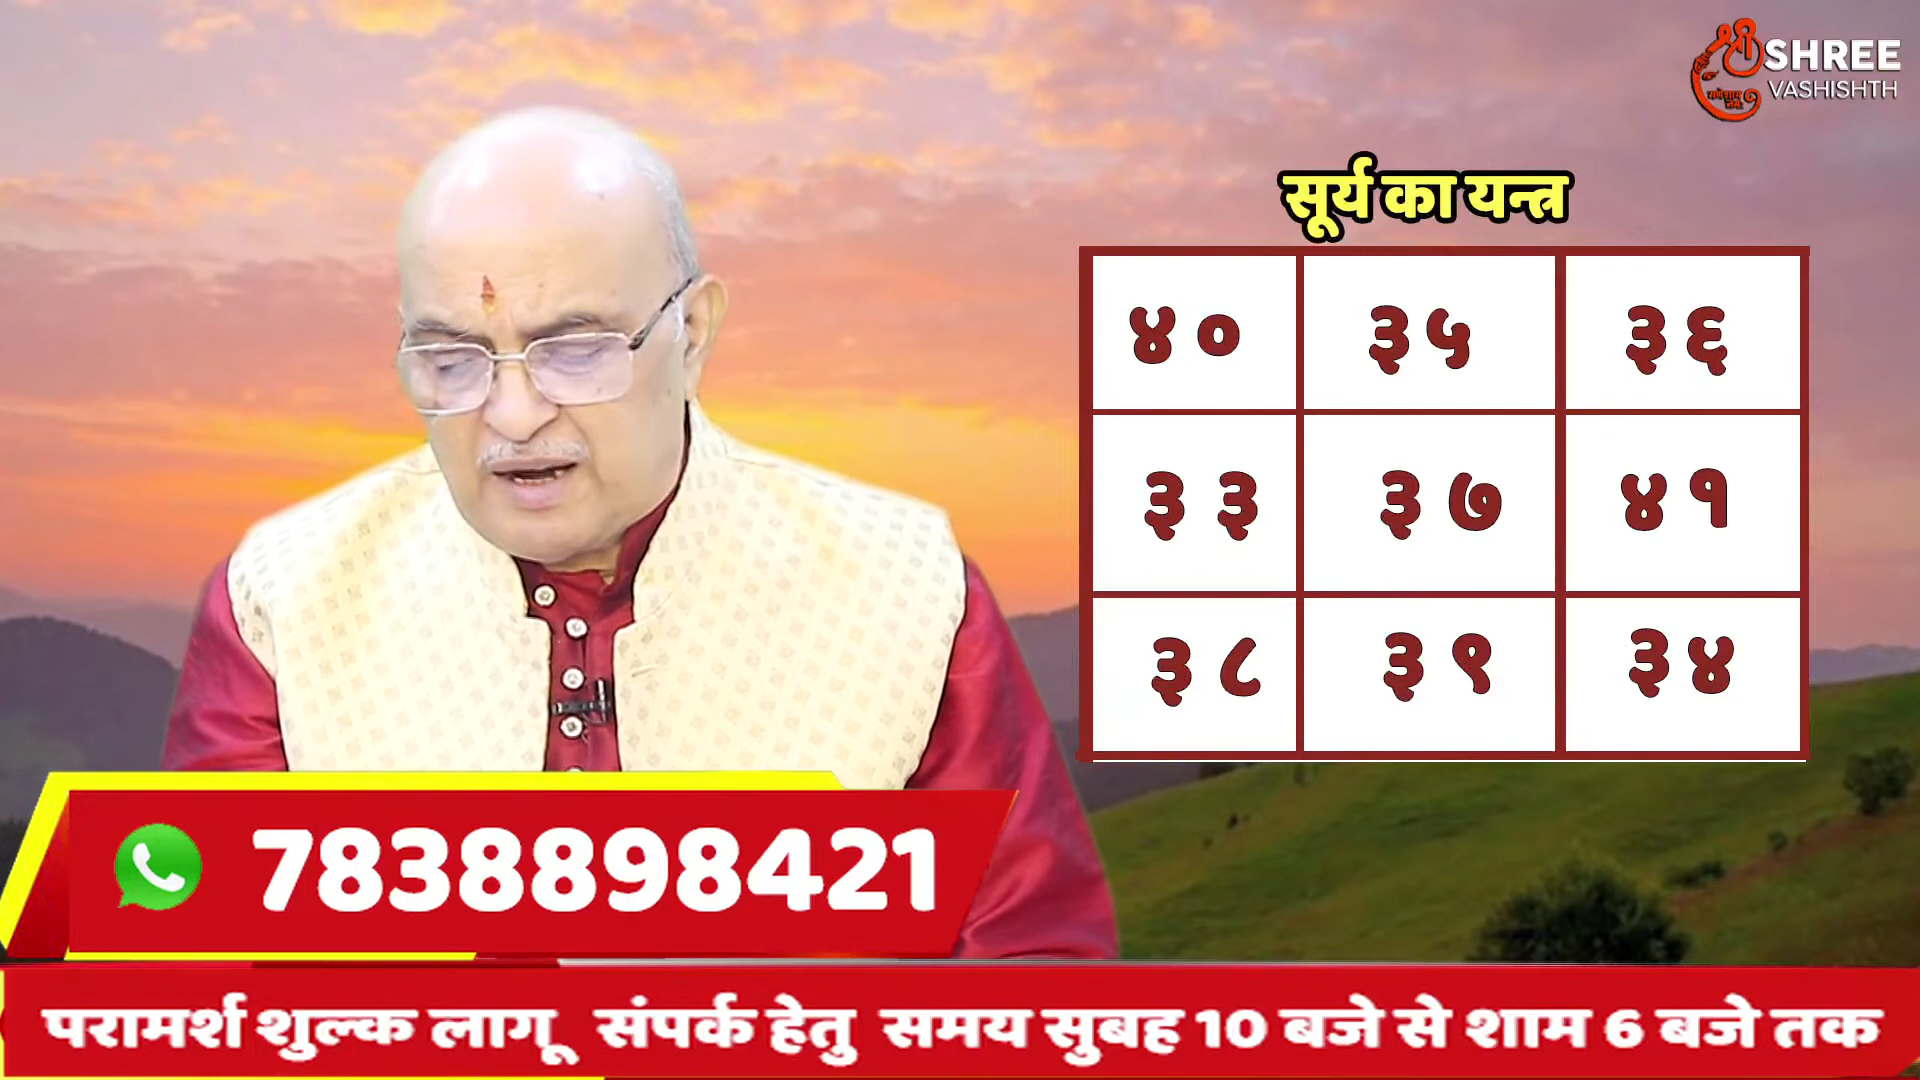 श्री
SHREE
VASHISHTH
सूर्य का यन्त्र
४० ३५ ३६
३३ ३७ ४१
३८ ३९ ३४
7838898421
परामर्श शुल्क लागू संपर्क हेतु समय सुबह 10 बजे से शाम 6 बजे तक